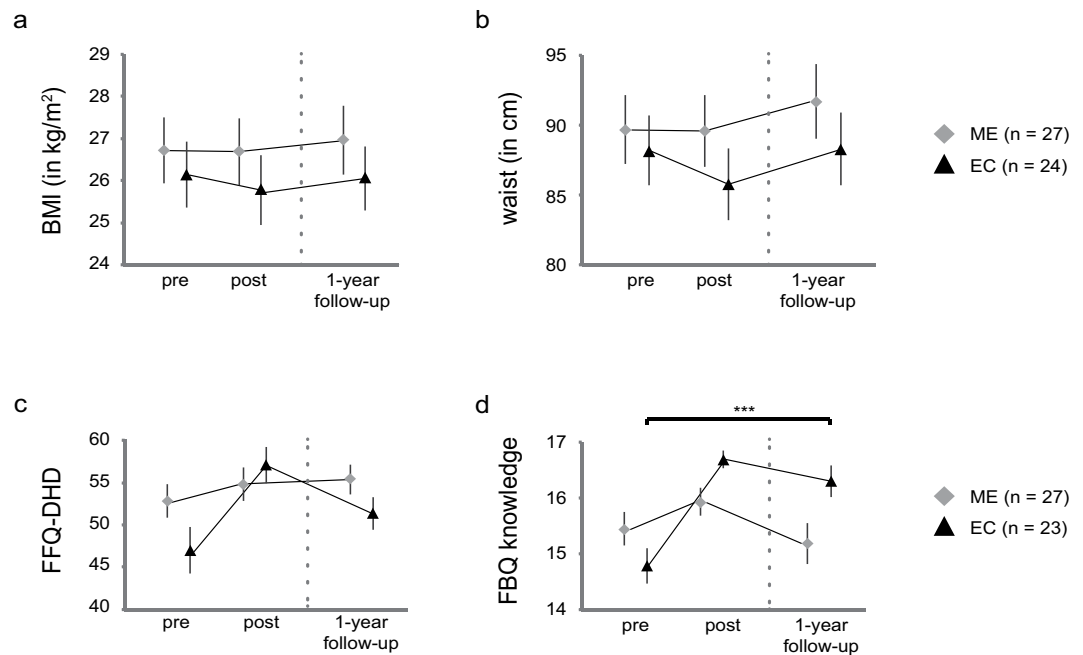 a
29
28
27
26
25
24
BMI (in kg/m²)
pre
post
1-year
follow-up
b
95
90
85
80
waist (in cm)
pre
post
1-year
follow-up
ME (n = 27)
EC (n = 24)
c
60
55
50
45
40
FFQ-DHD
pre
post
1-year
follow-up
d
***
17
16
15
14
FBQ knowledge
pre
post
1-year
follow-up
ME (n = 27)
EC (n = 23)